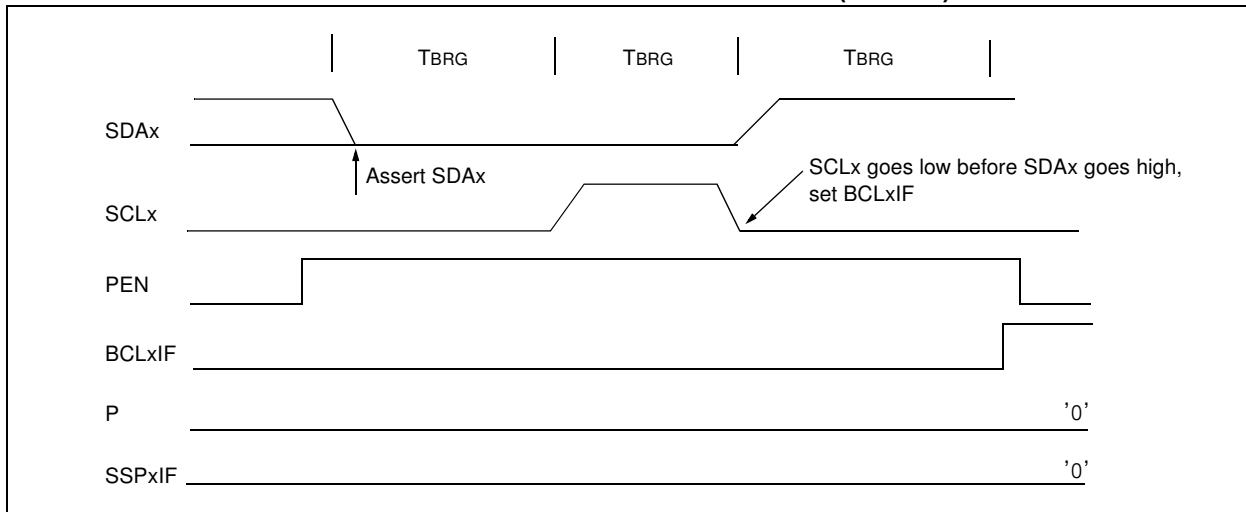 TBRG TBRG TBRG
SDAx
Assert SDAx
SCLx goes low before SDAx goes high,
set BCLxIF
SCLx
PEN
BCLxIF
P '0'
SSPxIF '0'